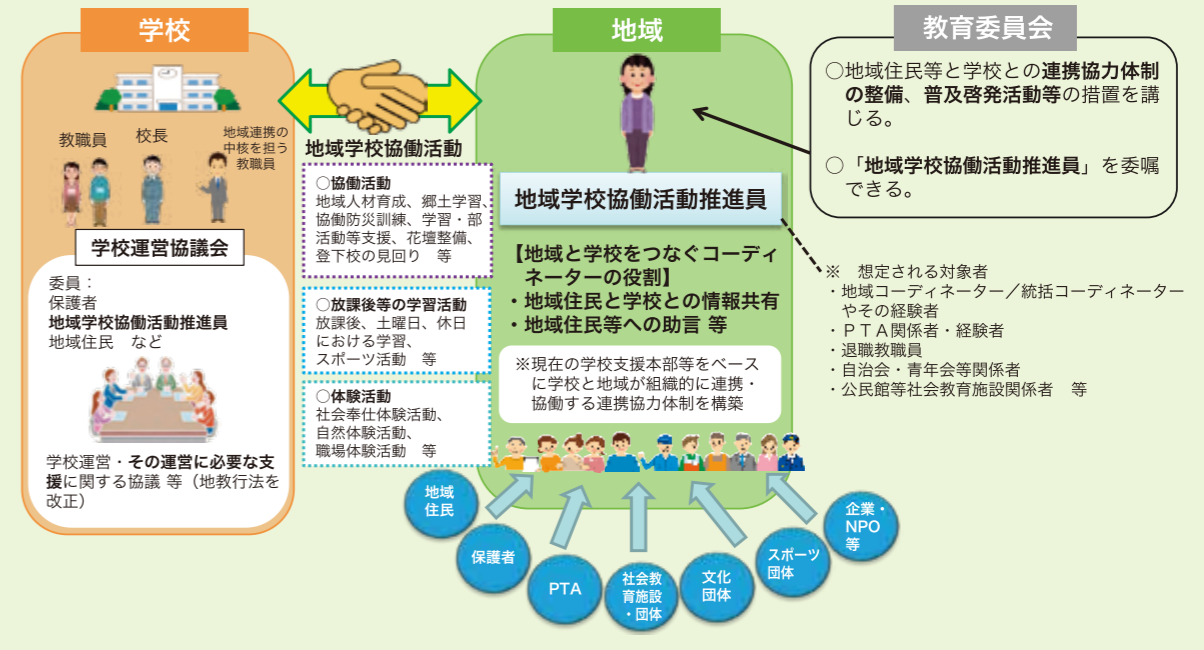 学校
教職員
校長
地域連携の
中核を担う
教職員
学校運営協議会
委員：
保護者
地域学校協働活動推進員
地域住民　など
学校運営・その運営に必要な支
援に関する協議 等（地教行法を
改正）
地域学校協働活動
○協働活動
地域人材育成、郷土学習、
協働防災訓練、学習・部
活動等支援、花壇整備、
登下校の見回り　等
○放課後等の学習活動
放課後、土曜日、休日
における学習、
スポーツ活動　等
○体験活動
社会奉仕体験活動、
自然体験活動、
職場体験活動　等
地域
地域学校協働活動推進員
【地域と学校をつなぐコーディ
ネーターの役割】
・地域住民と学校との情報共有
・地域住民等への助言 等
※現在の学校支援本部等をベース
に学校と地域が組織的に連携・
協働する連携協力体制を構築
地域
住民
保護者
PTA
社会教
育施設
・団体
文化
団体
スポーツ
団体
企業・
NPO
等
教育委員会
○地域住民等と学校との連携協力体制
の整備、普及啓発活動等の措置を講
じる。
○「地域学校協働活動推進員」を委嘱
できる。
※　想定される対象者
・地域コーディネーター／統括コーディネーター
やその経験者
・ＰＴＡ関係者・経験者
・退職教職員
・自治会・青年会等関係者
・公民館等社会教育施設関係者　等